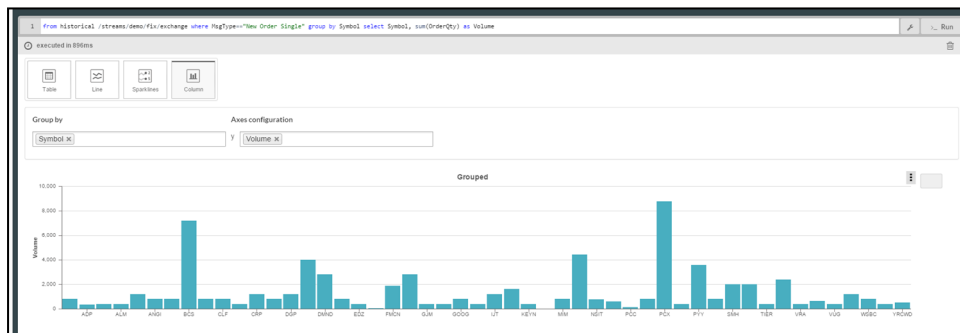 1 from historical /streams/demo/fix/exchange where MsgType=="New Order Single" group by Symbol select Symbol, sum(OrderQty) as Volume
Run
executed in 896ms
Table Line Sparklines Column
Group by Axes configuration
Symbol × y Volume ×
Grouped
10,000
8,000
6,000
4,000
2,000
0
Volume
ADP ALM ANGI BCS CLF CRP DISP DMND EDZ FMCN GJM GOOG IJT KEYN MIM NSIT PCC PCX PYY SMH TIER VRA VUG WSBC YRCWD